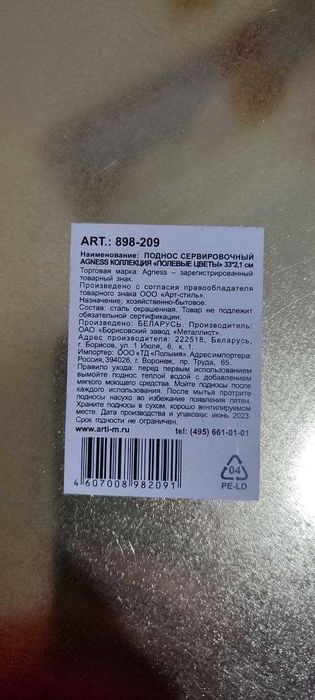 ART.: 898-209
Наименование: ПОДНОС СЕРВИРОВОЧНЫЙ
AGNESS КОЛЛЕКЦИЯ «ПОЛЕВЫЕ ЦВЕТЫ» 33*2,1 см
Торговая марка: Agness – зарегистрированный
товарный знак.
Произведено с согласия правообладателя
товарного знака ООО «Арт-стиль».
Назначение: хозяйственно-бытовое.
Состав: сталь окрашенная. Товар не подлежит
обязательной сертификации.
Произведено: БЕЛАРУСЬ. Производитель:
ОАО «Борисовский завод «Металлист».
Адрес производителя: 222518, Беларусь,
г. Борисов, ул. 1 Июля, 6, к. 1.
Импортер: ООО «ТД «Полымя». Адрес импортера:
Россия, 394026, г. Воронеж, пр. Труда, 65.
Правило ухода: перед первым использованием
вымойте поднос теплой водой с добавлением
мягкого моющего средства. Мойте подносы после
каждого использования. После мытья протрите
подносы насухо во избежание появления пятен.
Храните подносы в сухом, хорошо вентилируемом
месте. Дата производства и упаковки: июнь 2023.
Срок годности не ограничен.
www.arti-m.ru tel: (495) 661-01-01
4 607008 982091
04
PE-LD